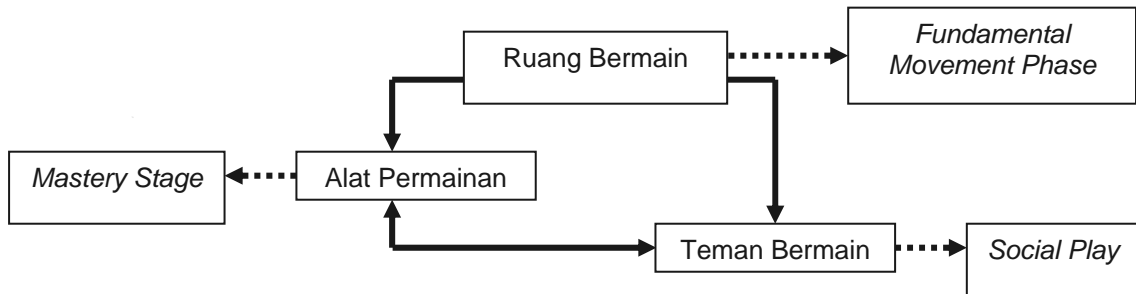 Ruang Bermain
Fundamental
Movement Phase
Mastery Stage
Alat Permainan
Teman Bermain
Social Play